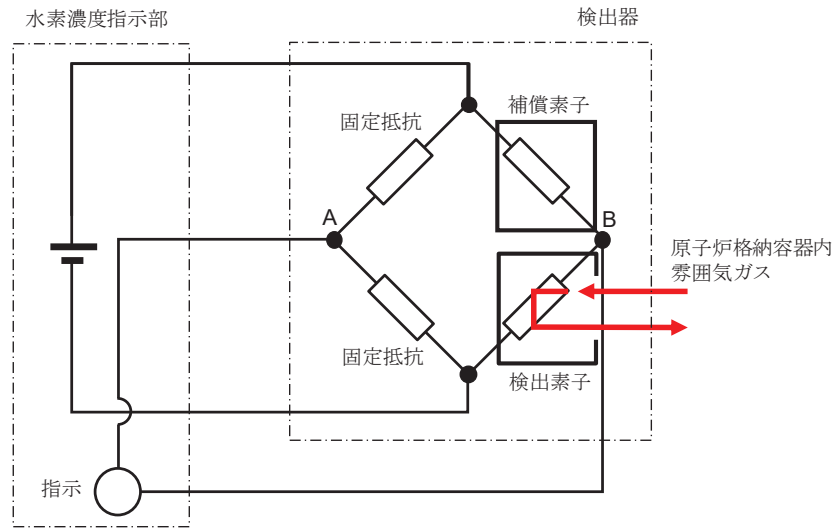 水素濃度指示部
検出器
固定抵抗
補償素子
A
B
原子炉格納容器内
雰囲気ガス
固定抵抗
検出素子
指示